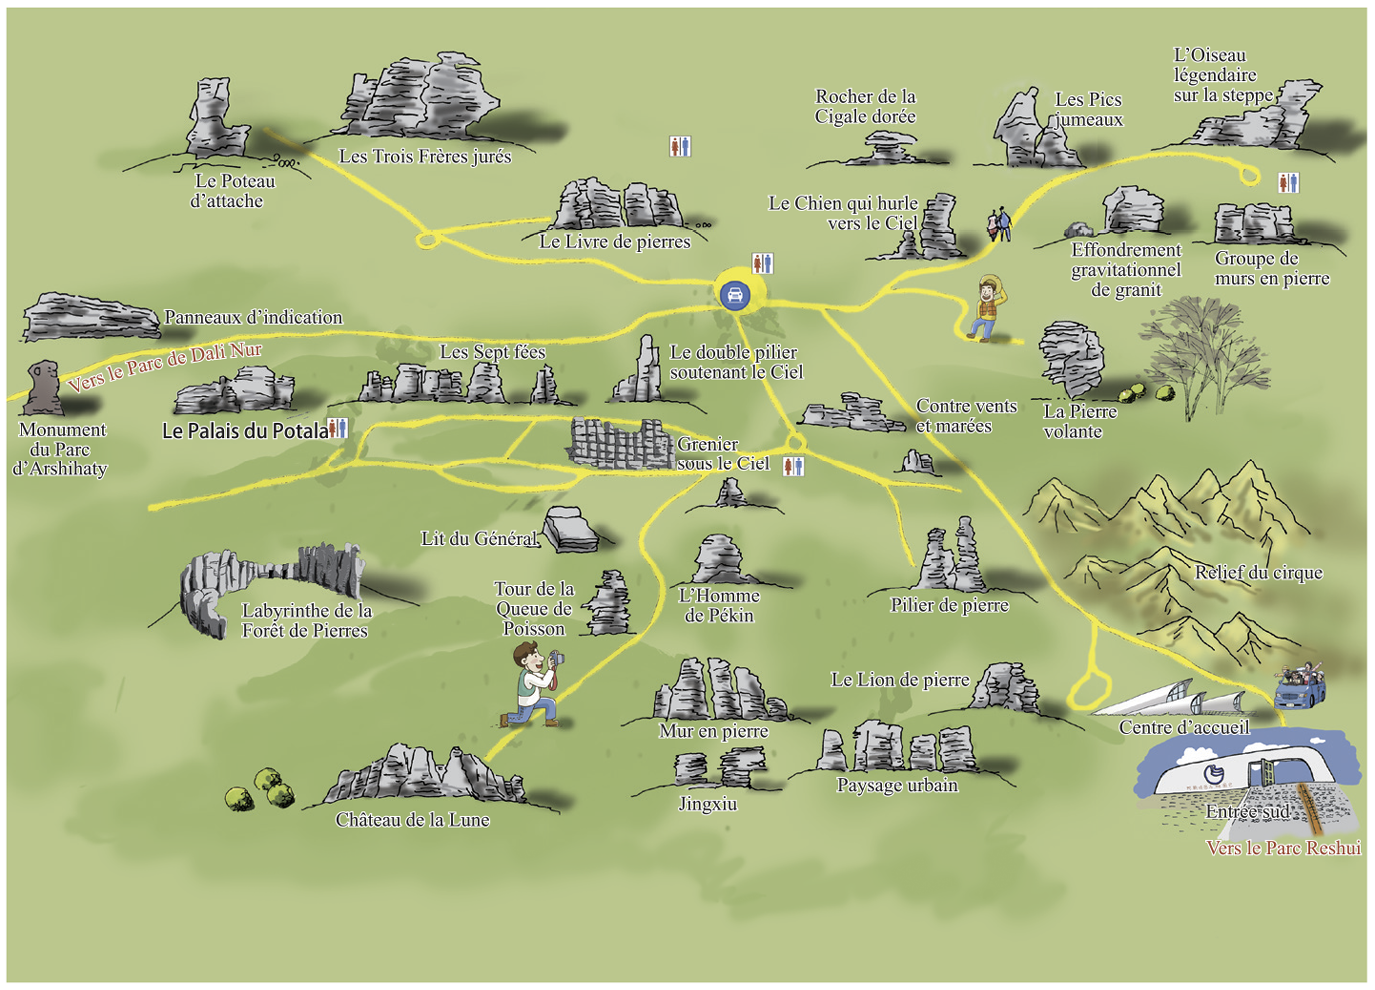 L’Oiseau
légendaire
sur la steppe
Rocher de la
Cigale dorée
Les Pics
jumeaux
Les Trois Frères jurés
Le Poteau
d’attache
Le Chien qui hurle
vers le Ciel
Le Livre de pierres
Effondrement
gravitationnel
de granit
Groupe de
murs en pierre
Panneaux d’indication
Vers le Parc de Dali Nur
Les Sept fées
Le double pilier
soutenant le Ciel
La Pierre
volante
Contre vents
et marées
Monument
du Parc
d’Arshihaty
Le Palais du Potala
Grenier
sous le Ciel
Lit du Général
Relief du cirque
Tour de la
Queue de
Poisson
L’Homme
de Pékin
Pilier de pierre
Labyrinthe de la
Forêt de Pierres
Le Lion de pierre
Mur en pierre
Centre d’accueil
Paysage urbain
Jingxiu
Château de la Lune
Entrée sud
Vers le Parc Reshui